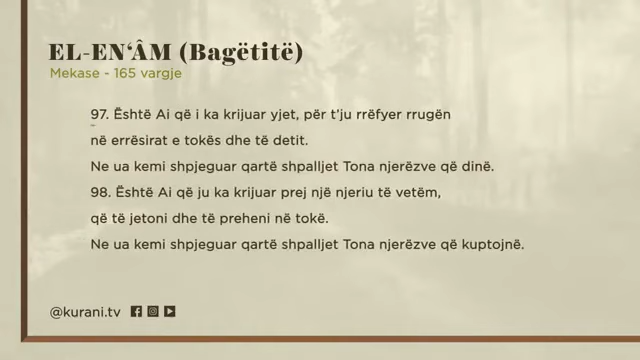 EL-EN‘ÂM (Bagëtitë)
Mekase - 165 vargje
97. Është Ai që i ka krijuar yjet, për t’ju rrëfyer rrugën
në errësirat e tokës dhe të detit.
Ne ua kemi shpjeguar qartë shpalljet Tona njerëzve që dinë.
98. Është Ai që ju ka krijuar prej një njeriu të vetëm,
që të jetoni dhe të preheni në tokë.
Ne ua kemi shpjeguar qartë shpalljet Tona njerëzve që kuptojnë.
@kurani.tv